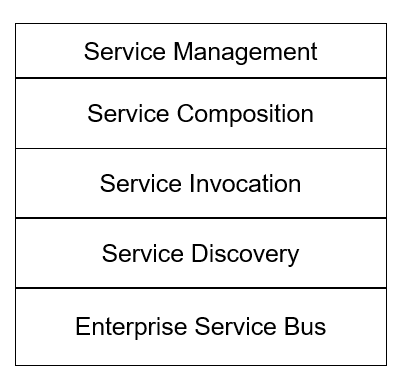 Service Management
Service Composition
Service Invocation
Service Discovery
Enterprise Service Bus